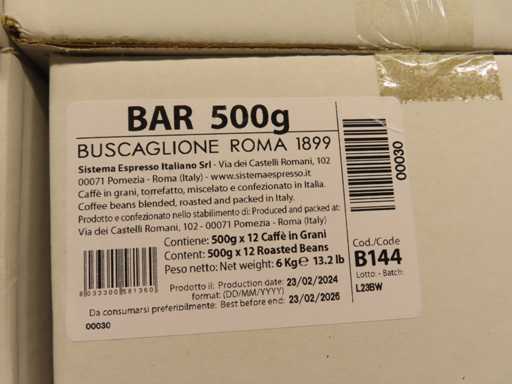 BAR 500g
BUSCAGLIONE ROMA 1899
Sistema Espresso Italiano Srl - Via dei Castelli Romani, 102
00071 Pomezia - Roma (Italy) - www.sistemaespresso.it
Caffè in grani, torrefatto, miscelato e confezionato in Italia.
Coffee beans blended, roasted and packed in Italy.
Prodotto e confezionato nello stabilimento di: Produced and packed at:
Via dei Castelli Romani, 102 - 00071 - Pomezia - Roma (Italy)
Contiene: 500g x 12 Caffè in Grani
Content: 500g x 12 Roasted Beans
Peso netto: Net weight: 6 Kg e 13.2 lb
Prodotto il: Production date: 23/02/2024
format: (DD/MM/YYYY)
Da consumarsi preferibilmente: Best before end: 23/02/2026
8033300581360
00030
00030
Cod./Code
B144
Lotto - Batch
L23BW